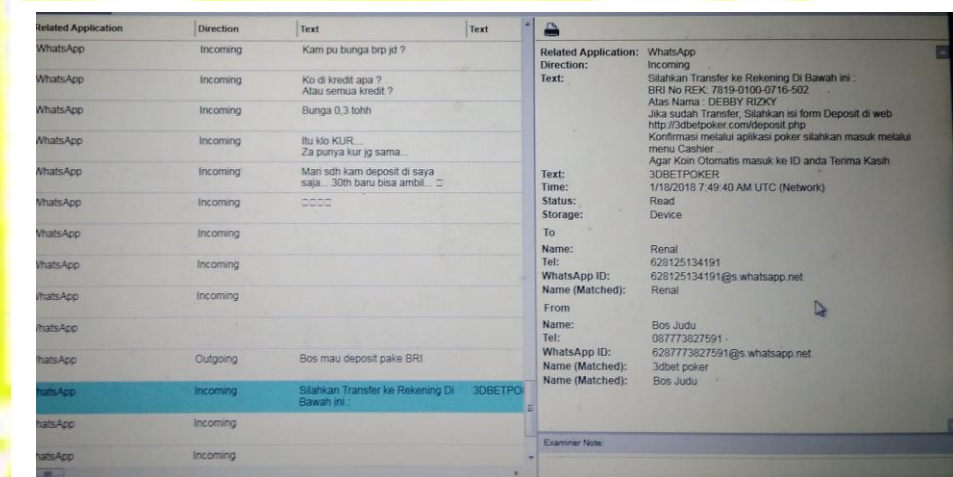 Related Application Direction Text Text
WhatsApp Incoming Kam pu bunga brp jd ?
WhatsApp Incoming Ko di kredit apa ?
Atau semua kredit ?
WhatsApp Incoming Bunga 0,3 tohh
WhatsApp Incoming Itu klo KUR....
Za punya kur jg sama...
WhatsApp Incoming Mari sdh kam deposit di saya
saja... 30th baru bisa ambil...
WhatsApp Incoming
WhatsApp Incoming
WhatsApp Incoming
hatsApp Incoming
hatsApp
hatsApp Outgoing Bos mau deposit pake BRI
hatsApp Incoming Silahkan Transfer ke Rekening Di 3DBETPO
Bawah ini :
hatsApp Incoming
hatsApp Incoming
Related Application: WhatsApp
Direction: Incoming
Text: Silahkan Transfer ke Rekening Di Bawah ini :
BRI No REK: 7819-0100-0716-502
Atas Nama : DEBBY RIZKY
Jika sudah Transfer, Silahkan isi form Deposit di web
http://3dbetpoker.com/deposit.php
Konfirmasi melalui aplikasi poker silahkan masuk melalui
menu Cashier ..
Agar Koin Otomatis masuk ke ID anda Terima Kasih
Text: 3DBETPOKER
Time: 1/18/2018 7:49:40 AM UTC (Network)
Status: Read
Storage: Device
To
Name: Renal
Tel: 628125134191
WhatsApp ID: 628125134191@s.whatsapp.net
Name (Matched): Renal
From
Name: Bos Judu
Tel: 087773827591
WhatsApp ID: 6287773827591@s.whatsapp.net
Name (Matched): 3dbet poker
Name (Matched): Bos Judu
Examiner Note: